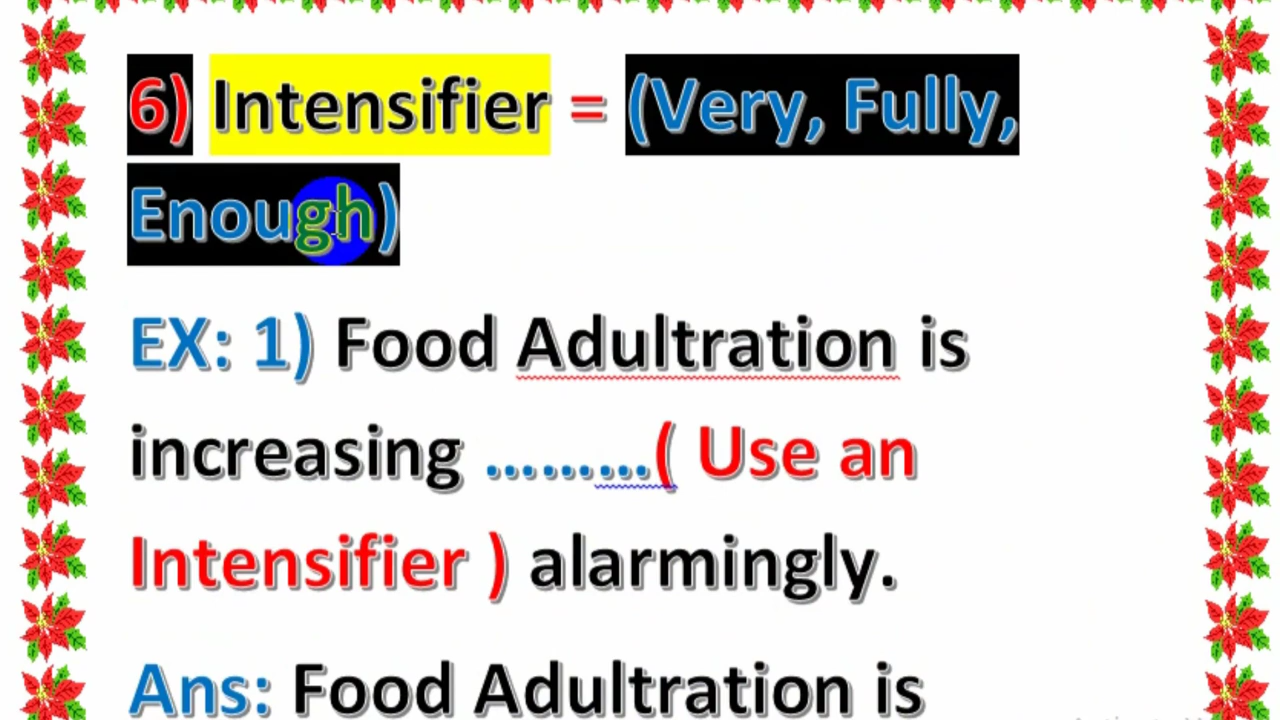 6) Intensifier = (Very, Fully,
Enough)
EX: 1) Food Adultration is
increasing ………( Use an
Intensifier ) alarmingly.
Ans: Food Adultration is